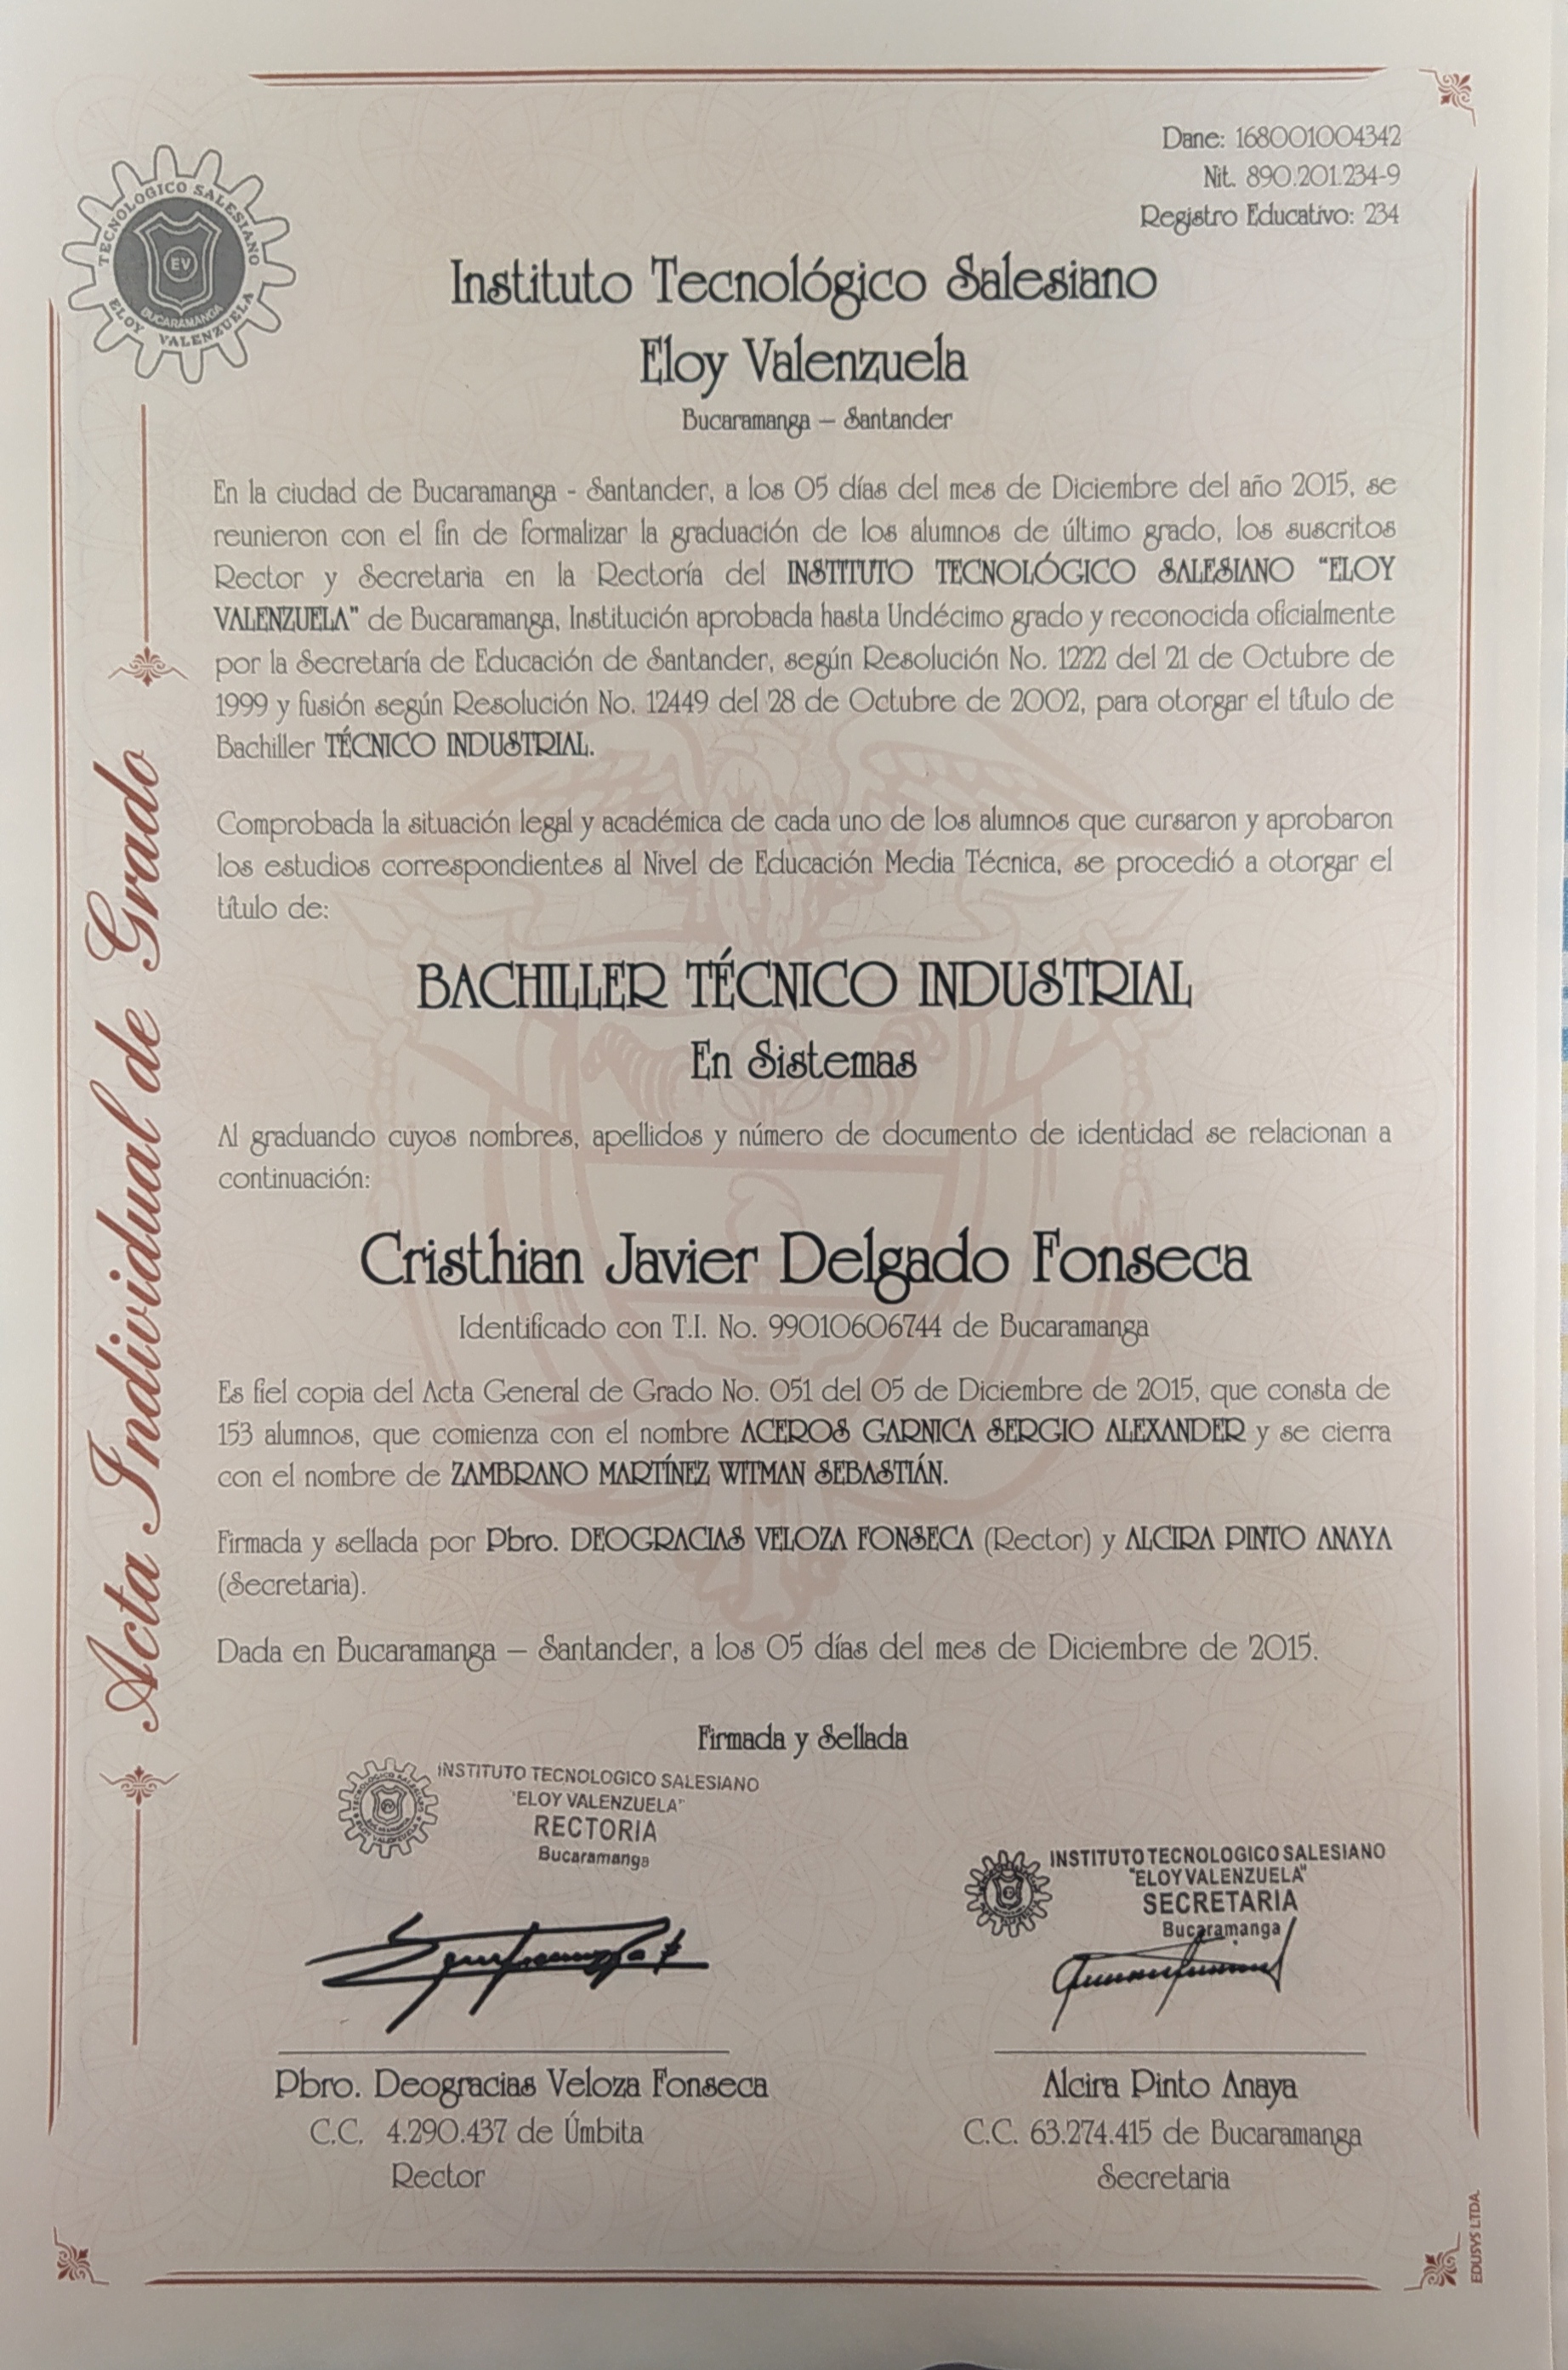 Dane: 168001004342
Nit. 890.201.234-9
Registro Educativo: 234
TECNOLOGICO SALESIANO
EV
BUCARAMANGA
ELOY VALENZUELA
Instituto Tecnológico Salesiano
Eloy Valenzuela
Bucaramanga – Santander
Acta Individual de Grado
En la ciudad de Bucaramanga - Santander, a los 05 días del mes de Diciembre del año 2015, se
reunieron con el fin de formalizar la graduación de los alumnos de último grado, los suscritos
Rector y Secretaria en la Rectoría del INSTITUTO TECNOLÓGICO SALESIANO “ELOY
VALENZUELA” de Bucaramanga, Institución aprobada hasta Undécimo grado y reconocida oficialmente
por la Secretaría de Educación de Santander, según Resolución No. 1222 del 21 de Octubre de
1999 y fusión según Resolución No. 12449 del 28 de Octubre de 2002, para otorgar el título de
Bachiller TÉCNICO INDUSTRIAL.
Comprobada la situación legal y académica de cada uno de los alumnos que cursaron y aprobaron
los estudios correspondientes al Nivel de Educación Media Técnica, se procedió a otorgar el
título de:
BACHILLER TÉCNICO INDUSTRIAL
En Sistemas
Al graduando cuyos nombres, apellidos y número de documento de identidad se relacionan a
continuación:
Cristhian Javier Delgado Fonseca
Identificado con T.I. No. 99010606744 de Bucaramanga
Es fiel copia del Acta General de Grado No. 051 del 05 de Diciembre de 2015, que consta de
153 alumnos, que comienza con el nombre ACEROS GARNICA SERGIO ALEXANDER y se cierra
con el nombre de ZAMBRANO MARTÍNEZ WITMAN SEBASTIÁN.
Firmada y sellada por Pbro. DEOGRACIAS VELOZA FONSECA (Rector) y ALCIRA PINTO ANAYA
(Secretaria).
Dada en Bucaramanga – Santander, a los 05 días del mes de Diciembre de 2015.
Firmada y Sellada
INSTITUTO TECNOLOGICO SALESIANO
"ELOY VALENZUELA"
RECTORIA
Bucaramanga
INSTITUTO TECNOLOGICO SALESIANO
"ELOY VALENZUELA"
SECRETARIA
Bucaramanga
Pbro. Deogracias Veloza Fonseca
C.C. 4.290.437 de Úmbita
Rector
Alcira Pinto Anaya
C.C. 63.274.415 de Bucaramanga
Secretaria
EDUSYS LTDA.